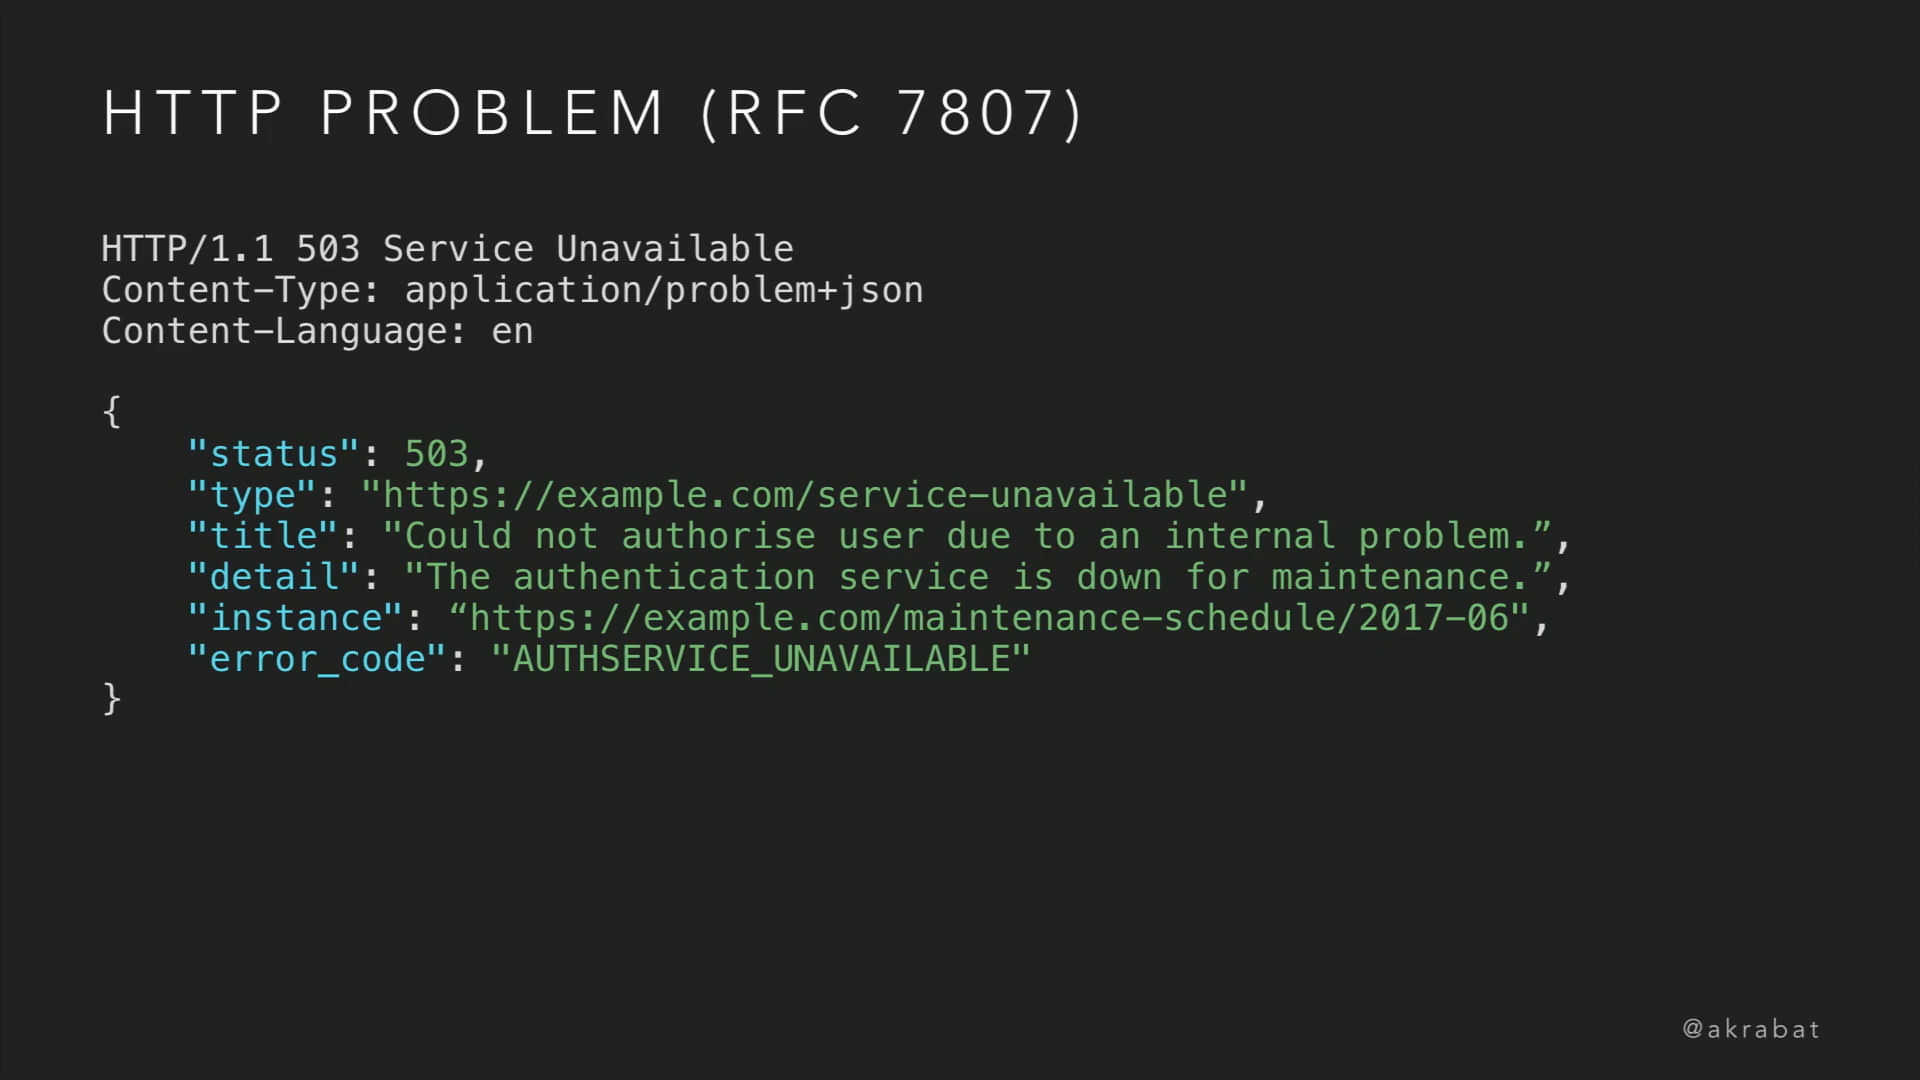 HTTP PROBLEM (RFC 7807)
HTTP/1.1 503 Service Unavailable
Content-Type: application/problem+json
Content-Language: en
{
    "status": 503,
    "type": "https://example.com/service-unavailable",
    "title": "Could not authorise user due to an internal problem.”,
    "detail": "The authentication service is down for maintenance.”,
    "instance": “https://example.com/maintenance-schedule/2017-06",
    "error_code": "AUTHSERVICE_UNAVAILABLE"
}
@akrabat